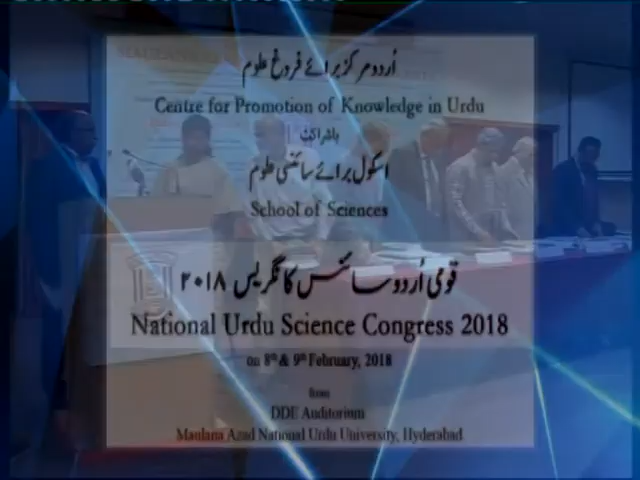 اُردو مرکز برائے فروغِ علوم
Centre for Promotion of Knowledge in Urdu
باشتراک
اسکول برائے سائنسی علوم
School of Sciences
قومی اُردو سائنس کانگریس ۲۰۱۸
National Urdu Science Congress 2018
on 8th & 9th February, 2018
from
DDE Auditorium
Maulana Azad National Urdu University, Hyderabad